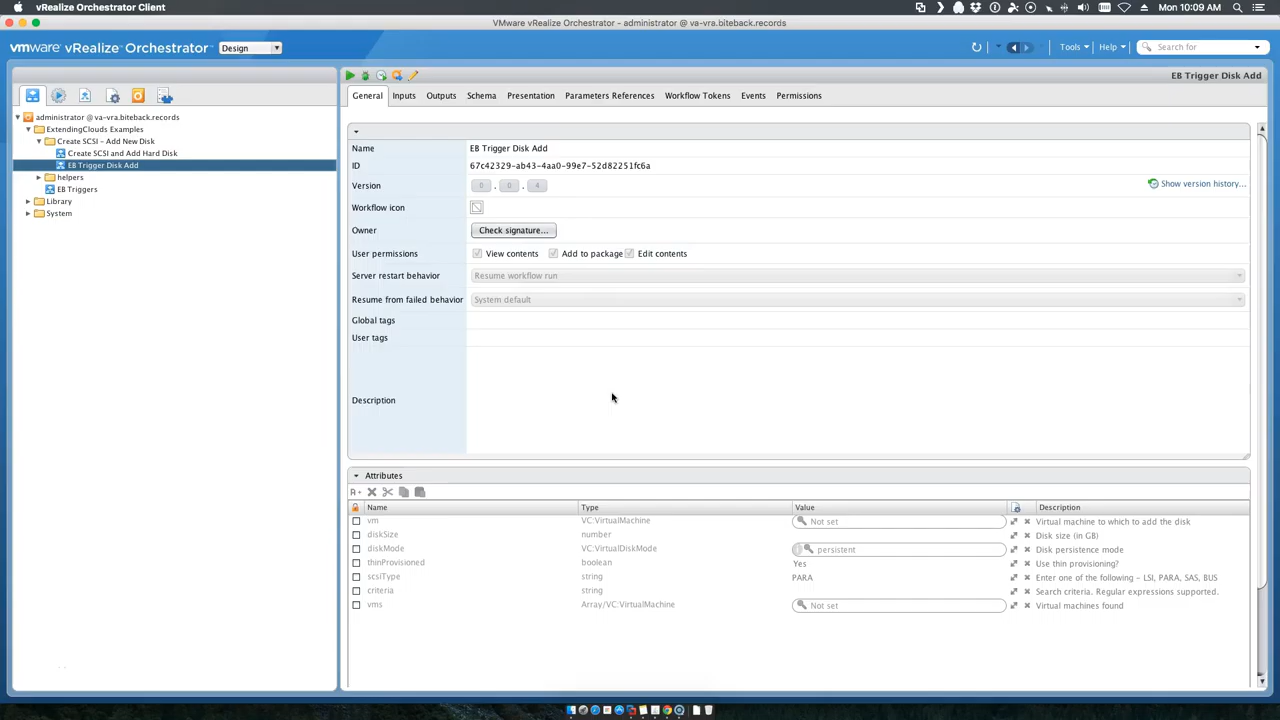 vRealize Orchestrator Client
Mon 10:09 AM
VMware vRealize Orchestrator - administrator @ va-vra.biteback.records
vmware vRealize Orchestrator
Design
Tools
Help
Search for
EB Trigger Disk Add
General
Inputs
Outputs
Schema
Presentation
Parameters References
Workflow Tokens
Events
Permissions
administrator @ va-vra.biteback.records
ExtendingClouds Examples
Create SCSI - Add New Disk
Create SCSI and Add Hard Disk
EB Trigger Disk Add
helpers
EB Triggers
Library
System
Name EB Trigger Disk Add
ID 67c42329-ab43-4aa0-99e7-52d82251fc6a
Version 0 . 0 . 4 Show version history...
Workflow icon
Owner Check signature...
User permissions View contents Add to package Edit contents
Server restart behavior Resume workflow run
Resume from failed behavior System default
Global tags
User tags
Description
Attributes
R+
Name Type Value Description
vm VC:VirtualMachine Not set Virtual machine to which to add the disk
diskSize number Disk size (in GB)
diskMode VC:VirtualDiskMode persistent Disk persistence mode
thinProvisioned boolean Yes Use thin provisioning?
scsiType string PARA Enter one of the following - LSI, PARA, SAS, BUS
criteria string Search criteria. Regular expressions supported.
vms Array/VC:VirtualMachine Not set Virtual machines found